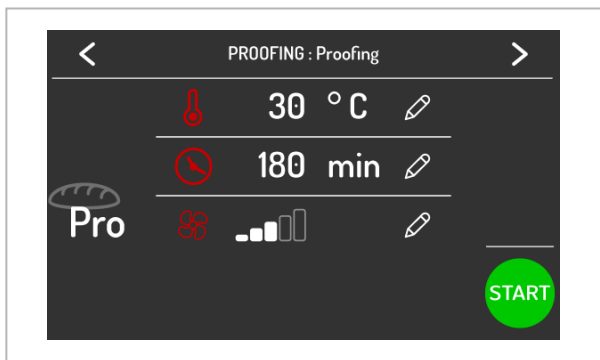 PROOFING : Proofing
30 °C
180 min
Pro
START